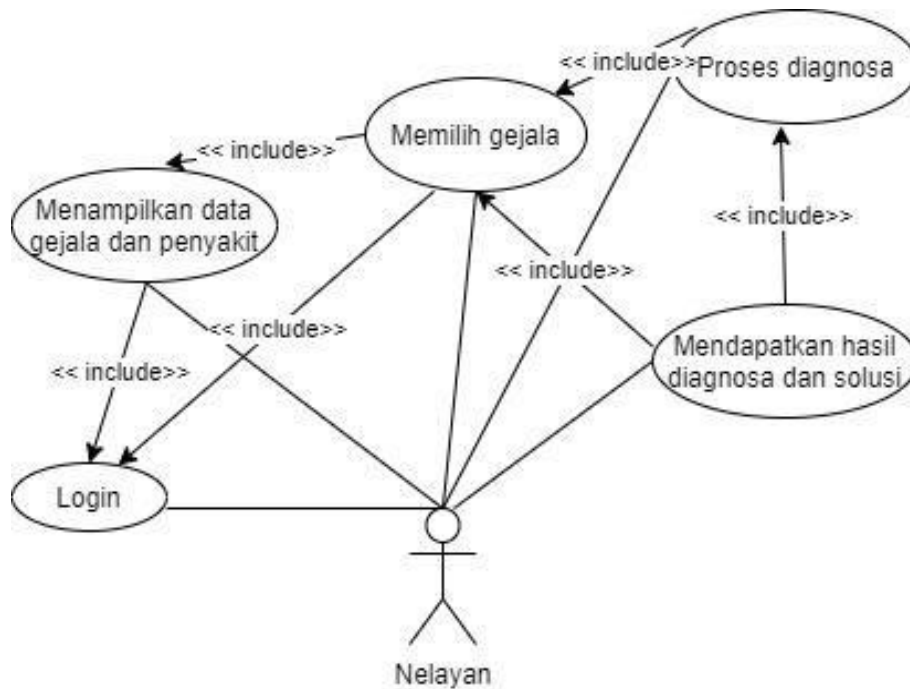 << include>>
Proses diagnosa
Memilih gejala
<< include>>
Menampilkan data
gejala dan penyakit
<< include>>
<< include>>
<< include>>
<< include>>
Mendapatkan hasil
diagnosa dan solusi
Login
Nelayan